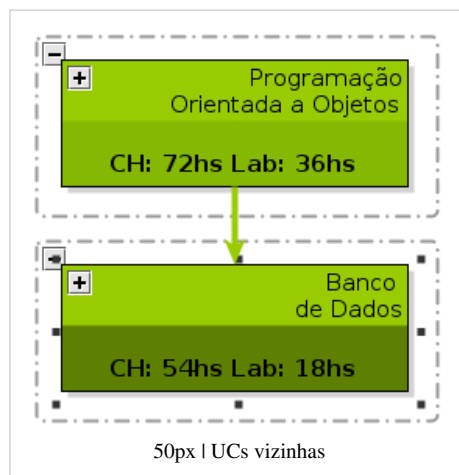 Programação
Orientada a Objetos
CH: 72hs Lab: 36hs
Banco
de Dados
CH: 54hs Lab: 18hs
50px | UCs vizinhas